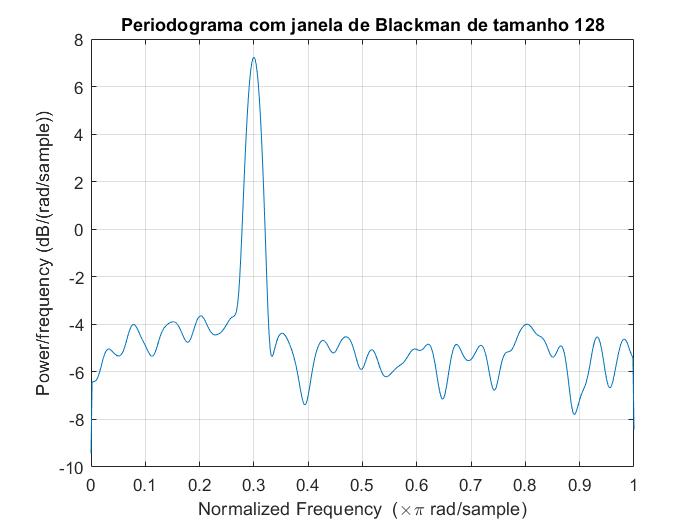 Periodograma com janela de Blackman de tamanho 128
8
6
4
2
0
-2
-4
-6
-8
-10
Power/frequency (dB/(rad/sample))
0 0.1 0.2 0.3 0.4 0.5 0.6 0.7 0.8 0.9 1
Normalized Frequency (×π rad/sample)